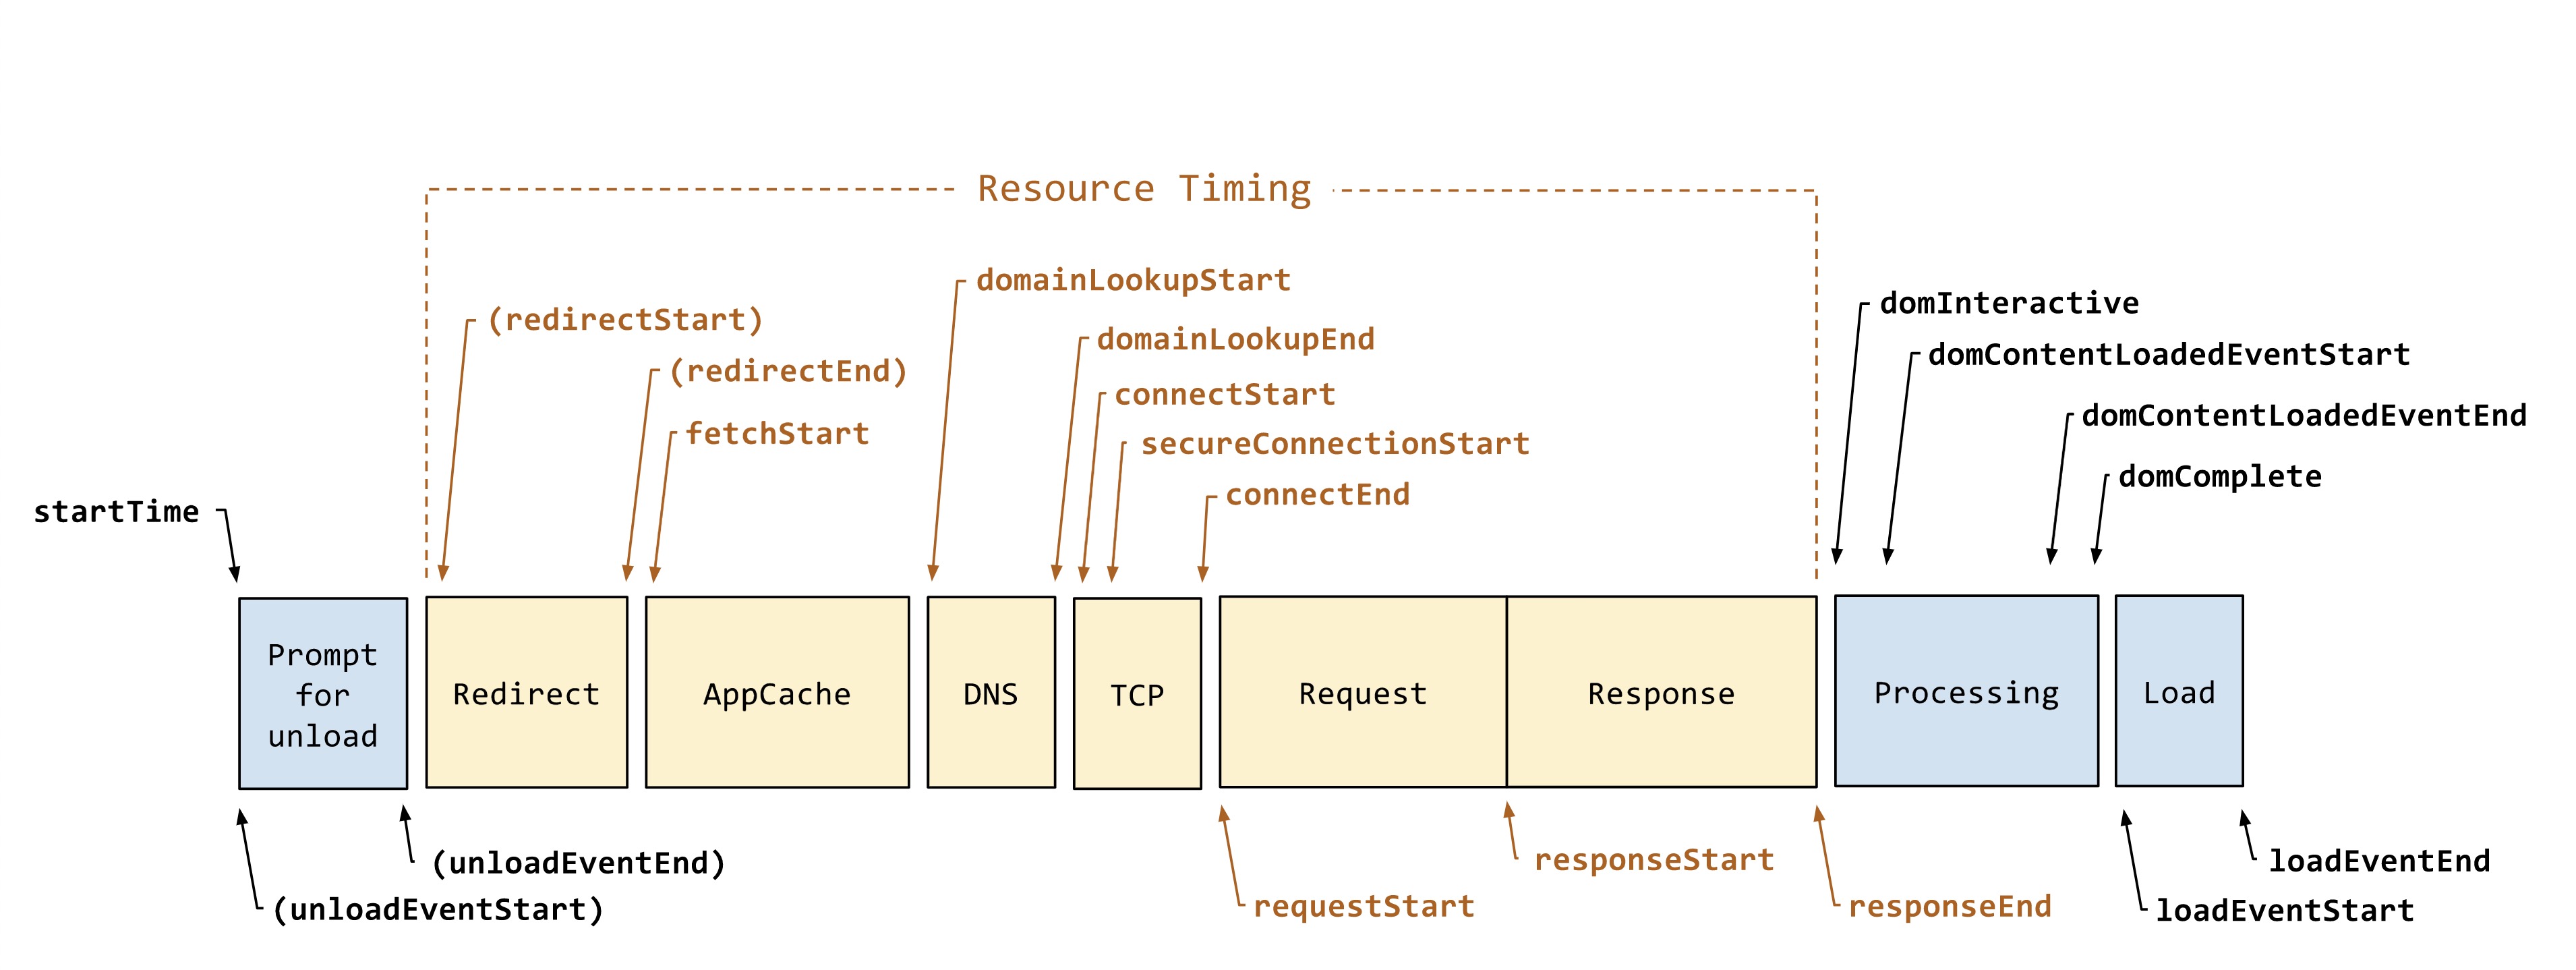 Resource Timing
domainLookupStart
(redirectStart)
domInteractive
domainLookupEnd
domContentLoadedEventStart
(redirectEnd)
connectStart
domContentLoadedEventEnd
fetchStart
secureConnectionStart
domComplete
connectEnd
startTime
Prompt
for
unload
Redirect
AppCache
DNS
TCP
Request
Response
Processing
Load
(unloadEventEnd)
responseStart
loadEventEnd
(unloadEventStart)
requestStart
responseEnd
loadEventStart